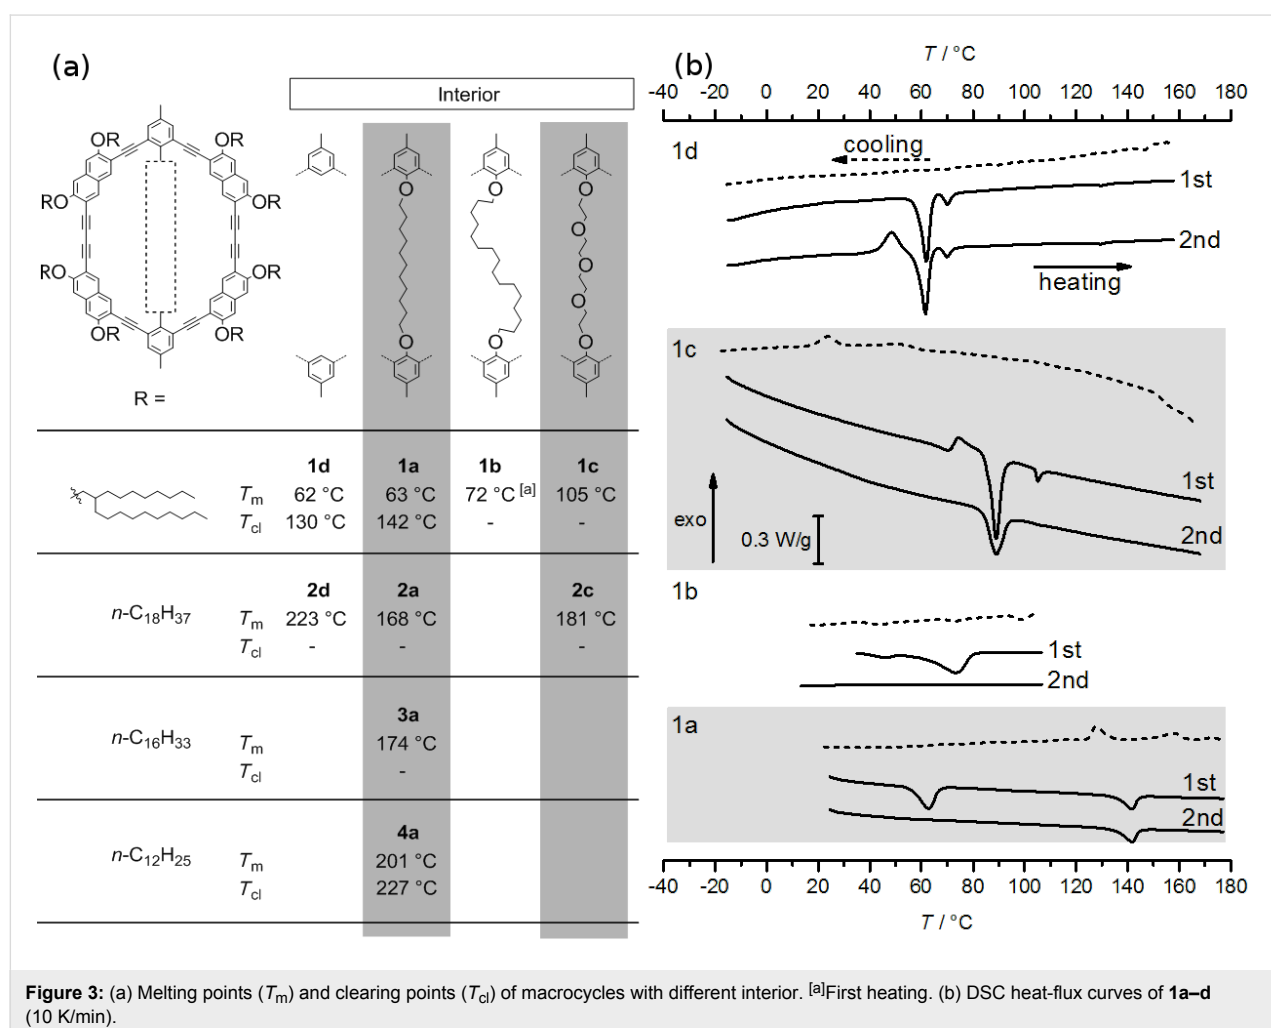 (a)
Interior
OR OR
RO OR
RO OR
OR OR
O O O
O
O
O
O O O
R =
1d 1a 1b 1c
Tm 62 °C 63 °C 72 °C [a] 105 °C
Tcl 130 °C 142 °C - -
2d 2a 2c
n-C18H37 Tm 223 °C 168 °C 181 °C
Tcl - - -
3a
n-C16H33 Tm 174 °C
Tcl -
4a
n-C12H25 Tm 201 °C
Tcl 227 °C
(b)
T / °C
-40 -20 0 20 40 60 80 100 120 140 160 180
1d
cooling
1st
2nd
heating
1c
1st
exo
0.3 W/g
2nd
1b
1st
2nd
1a
1st
2nd
-40 -20 0 20 40 60 80 100 120 140 160 180
T / °C
Figure 3: (a) Melting points (Tm) and clearing points (Tcl) of macrocycles with different interior. [a]First heating. (b) DSC heat-flux curves of 1a–d
(10 K/min).